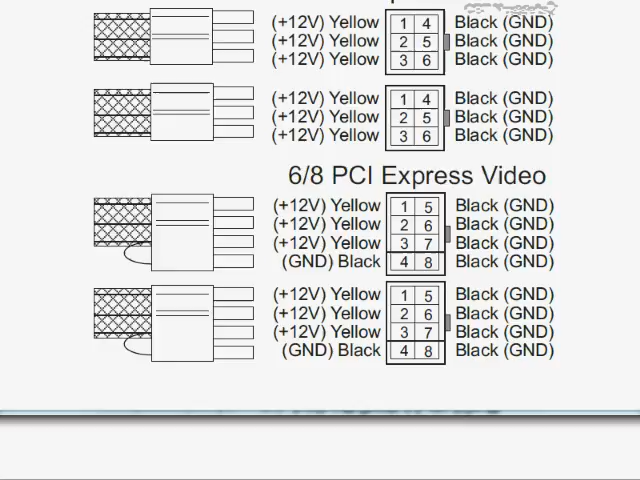 (+12V) Yellow 1 4 Black (GND)
(+12V) Yellow 2 5 Black (GND)
(+12V) Yellow 3 6 Black (GND)
(+12V) Yellow 1 4 Black (GND)
(+12V) Yellow 2 5 Black (GND)
(+12V) Yellow 3 6 Black (GND)
6/8 PCI Express Video
(+12V) Yellow 1 5 Black (GND)
(+12V) Yellow 2 6 Black (GND)
(+12V) Yellow 3 7 Black (GND)
(GND) Black 4 8 Black (GND)
(+12V) Yellow 1 5 Black (GND)
(+12V) Yellow 2 6 Black (GND)
(+12V) Yellow 3 7 Black (GND)
(GND) Black 4 8 Black (GND)